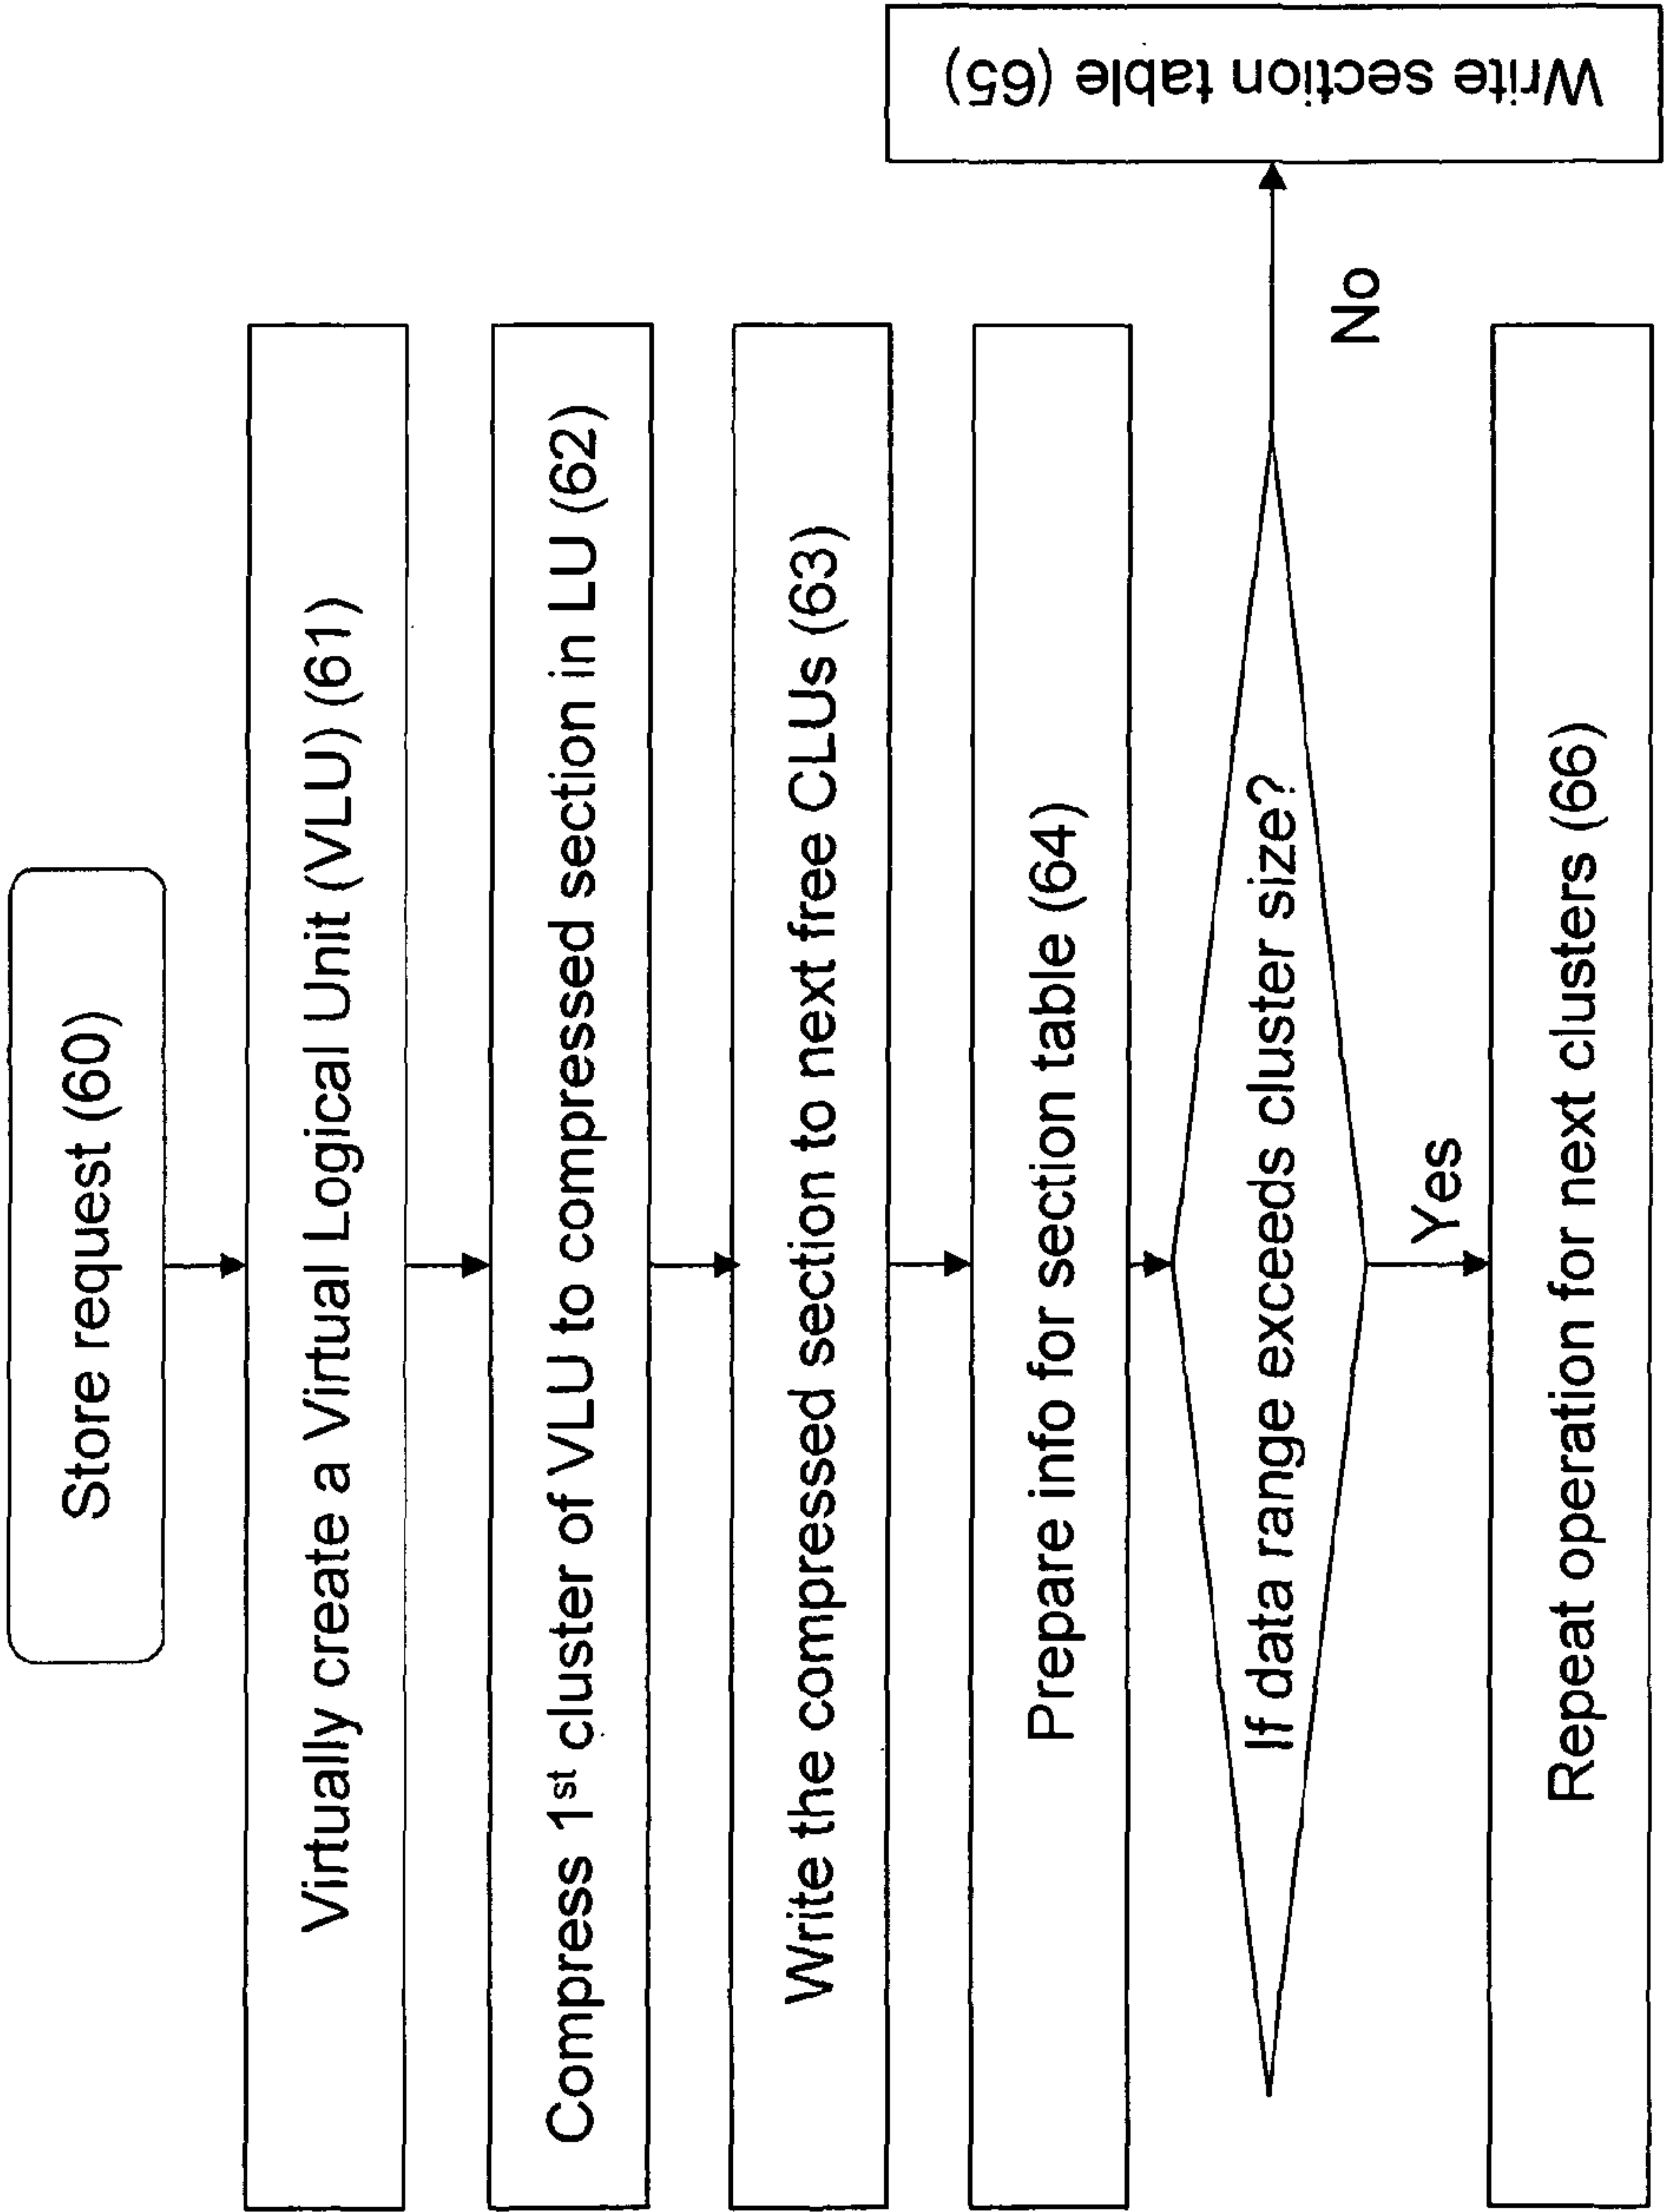 Store request (60)
Virtually create a Virtual Logical Unit (VLU) (61)
Compress 1st cluster of VLU to compressed section in LU (62)
Write the compressed section to next free CLUs (63)
Prepare info for section table (64)
If data range exceeds cluster size?
No
Write section table (65)
Yes
Repeat operation for next clusters (66)